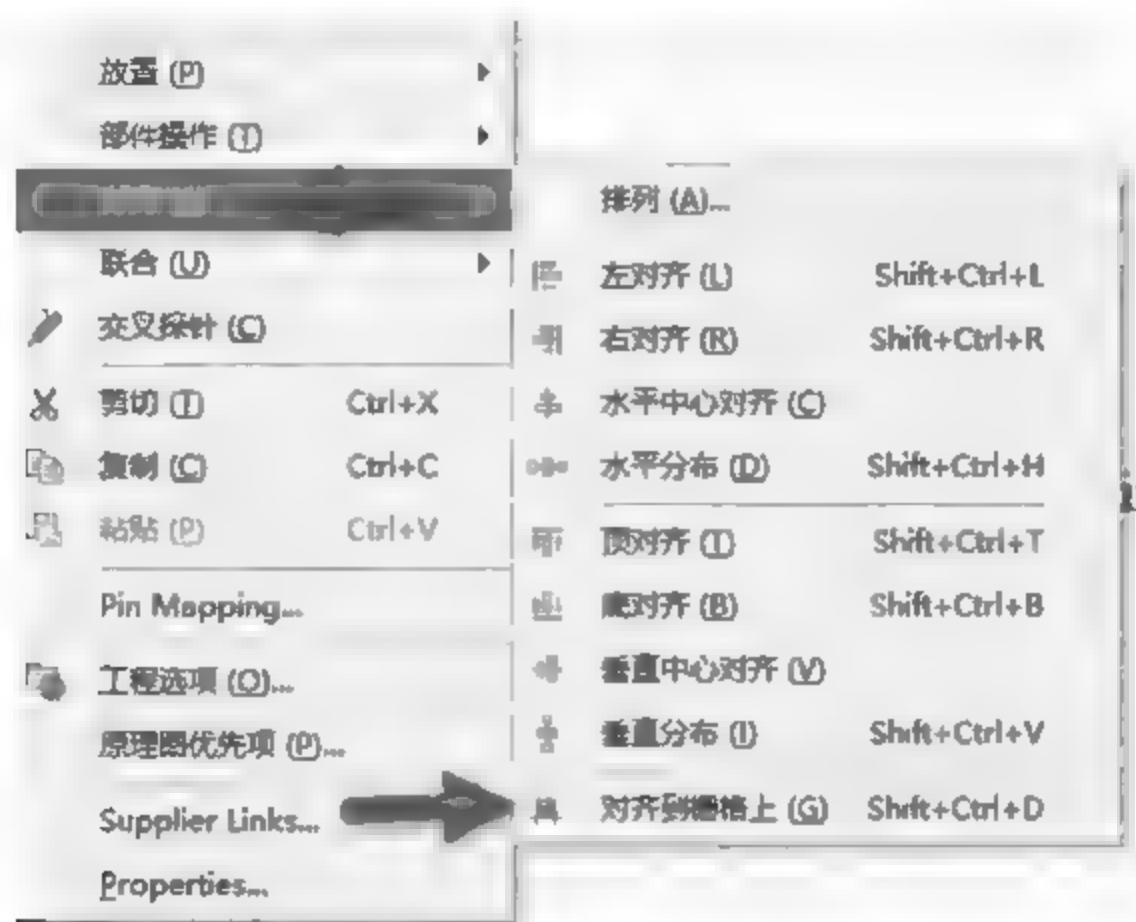 放置 (P)
部件操作 (T)
联合 (U)
交叉探针 (C)
剪切 (T) Ctrl+X
复制 (C) Ctrl+C
粘贴 (P) Ctrl+V
Pin Mapping...
工程选项 (O)...
原理图优先项 (P)...
Supplier Links...
Properties...
排列 (A)...
左对齐 (L) Shift+Ctrl+L
右对齐 (R) Shift+Ctrl+R
水平中心对齐 (C)
水平分布 (D) Shift+Ctrl+H
顶对齐 (T) Shift+Ctrl+T
底对齐 (B) Shift+Ctrl+B
垂直中心对齐 (V)
垂直分布 (I) Shift+Ctrl+V
对齐到栅格上 (G) Shift+Ctrl+D